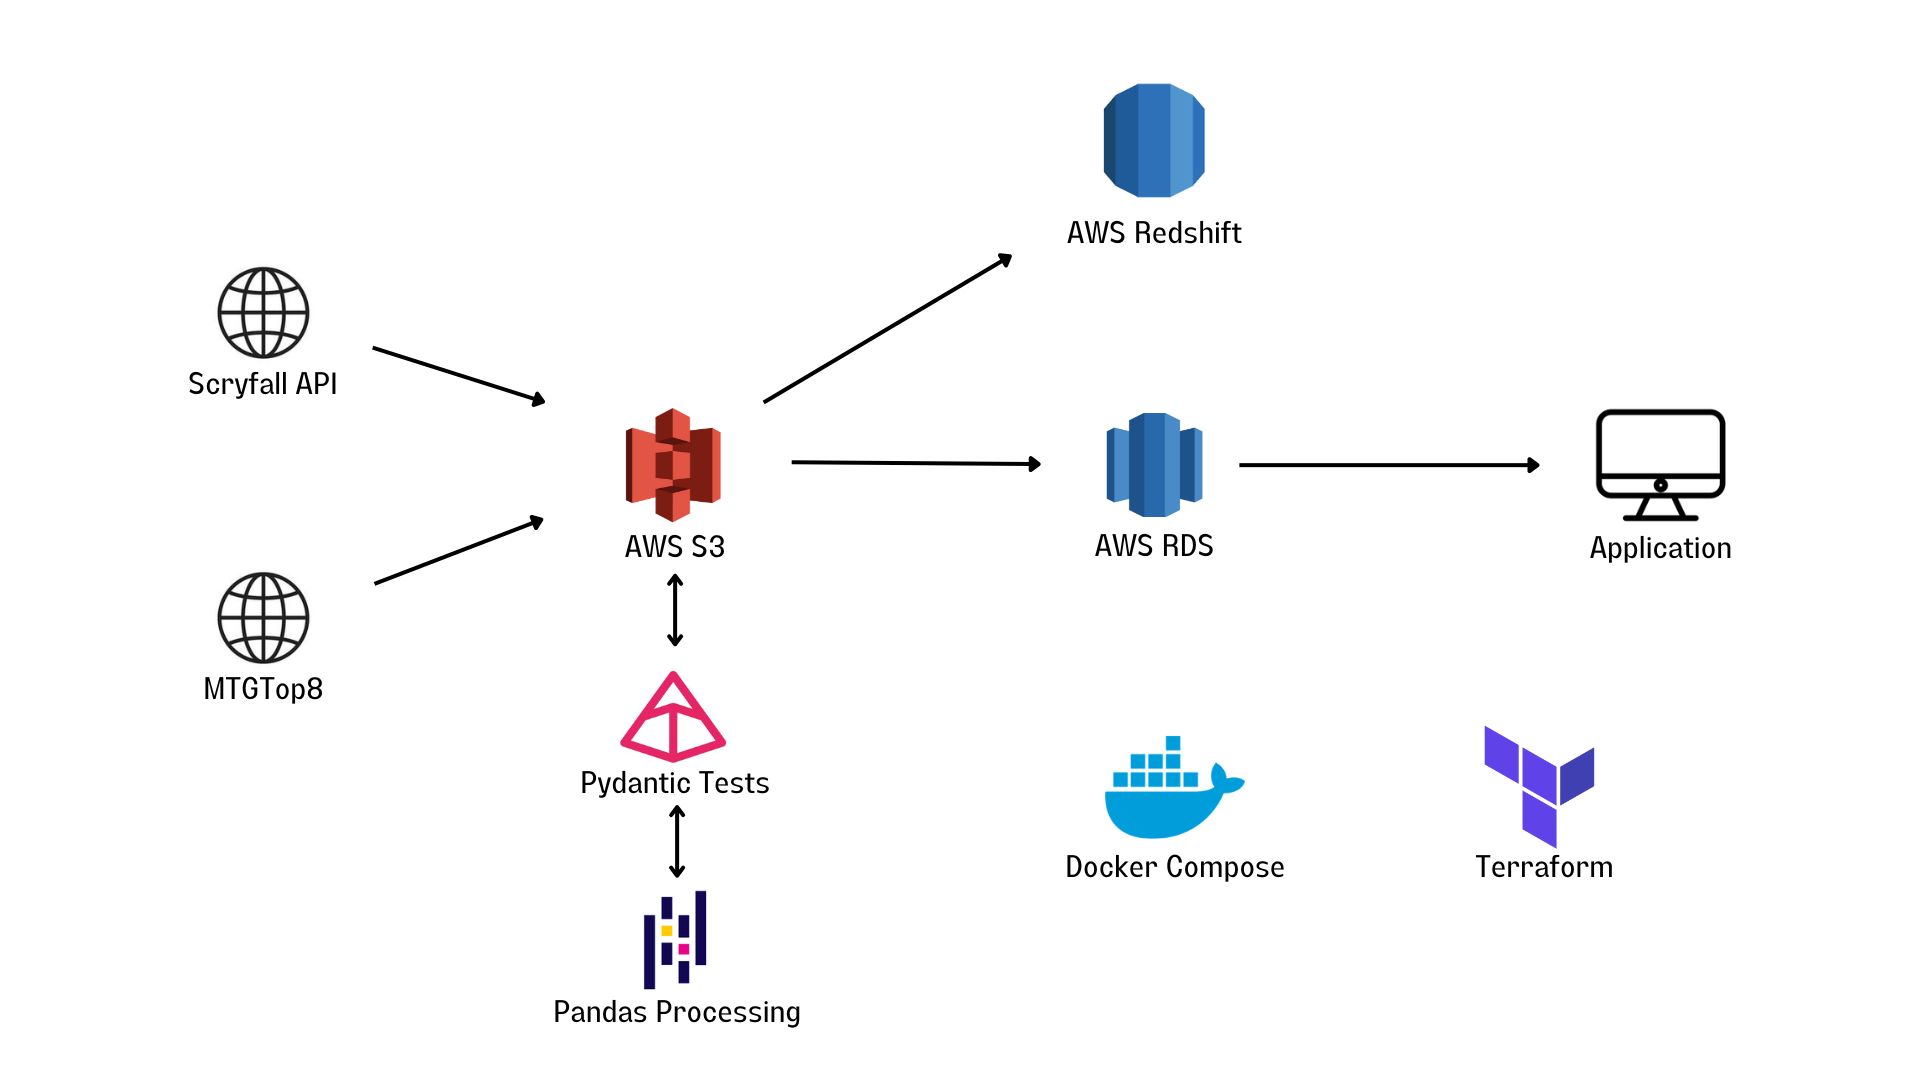 AWS Redshift
Scryfall API
AWS S3
AWS RDS
Application
MTGTop8
Pydantic Tests
Docker Compose
Terraform
Pandas Processing